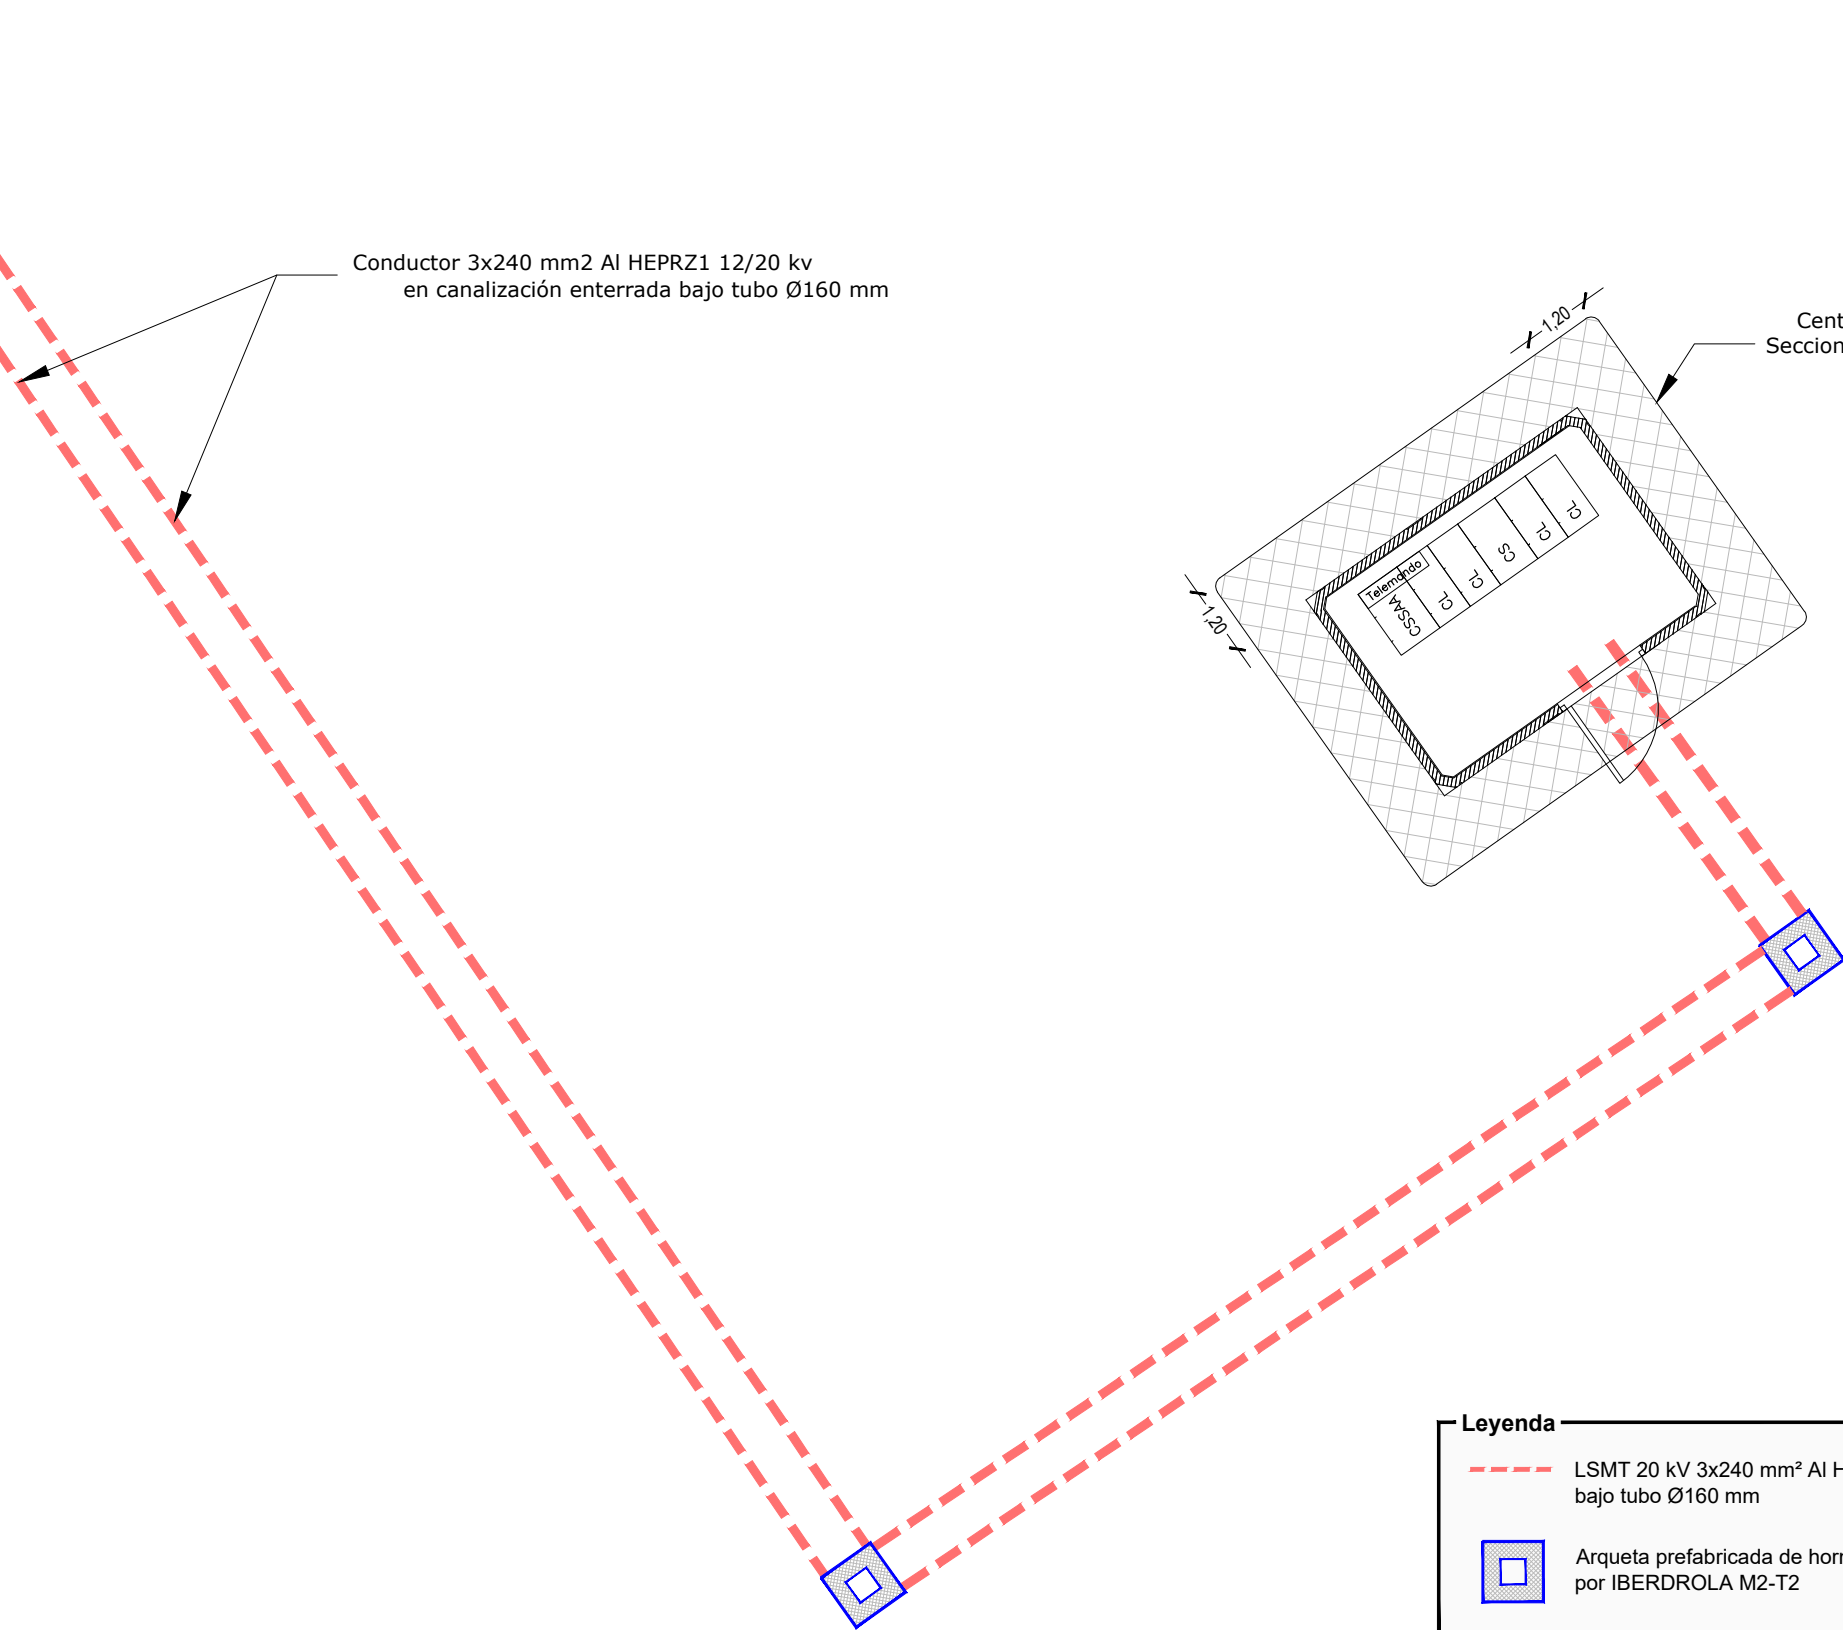 Conductor 3x240 mm2 Al HEPRZ1 12/20 kv
en canalización enterrada bajo tubo Ø160 mm
1,20
Cent
Seccion
1,20
Telemando
CSSAA
CL
CL
CS
CL
CL
Leyenda
LSMT 20 kV 3x240 mm² Al H
bajo tubo Ø160 mm
Arqueta prefabricada de horr
por IBERDROLA M2-T2